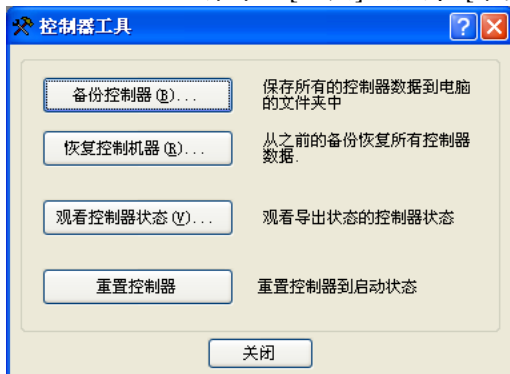 控制器工具
备份控制器(B)...
保存所有的控制器数据到电脑
的文件夹中
恢复控制机器(R)...
从之前的备份恢复所有控制器
数据.
观看控制器状态(V)...
观看导出状态的控制器状态
重置控制器
重置控制器到启动状态
关闭